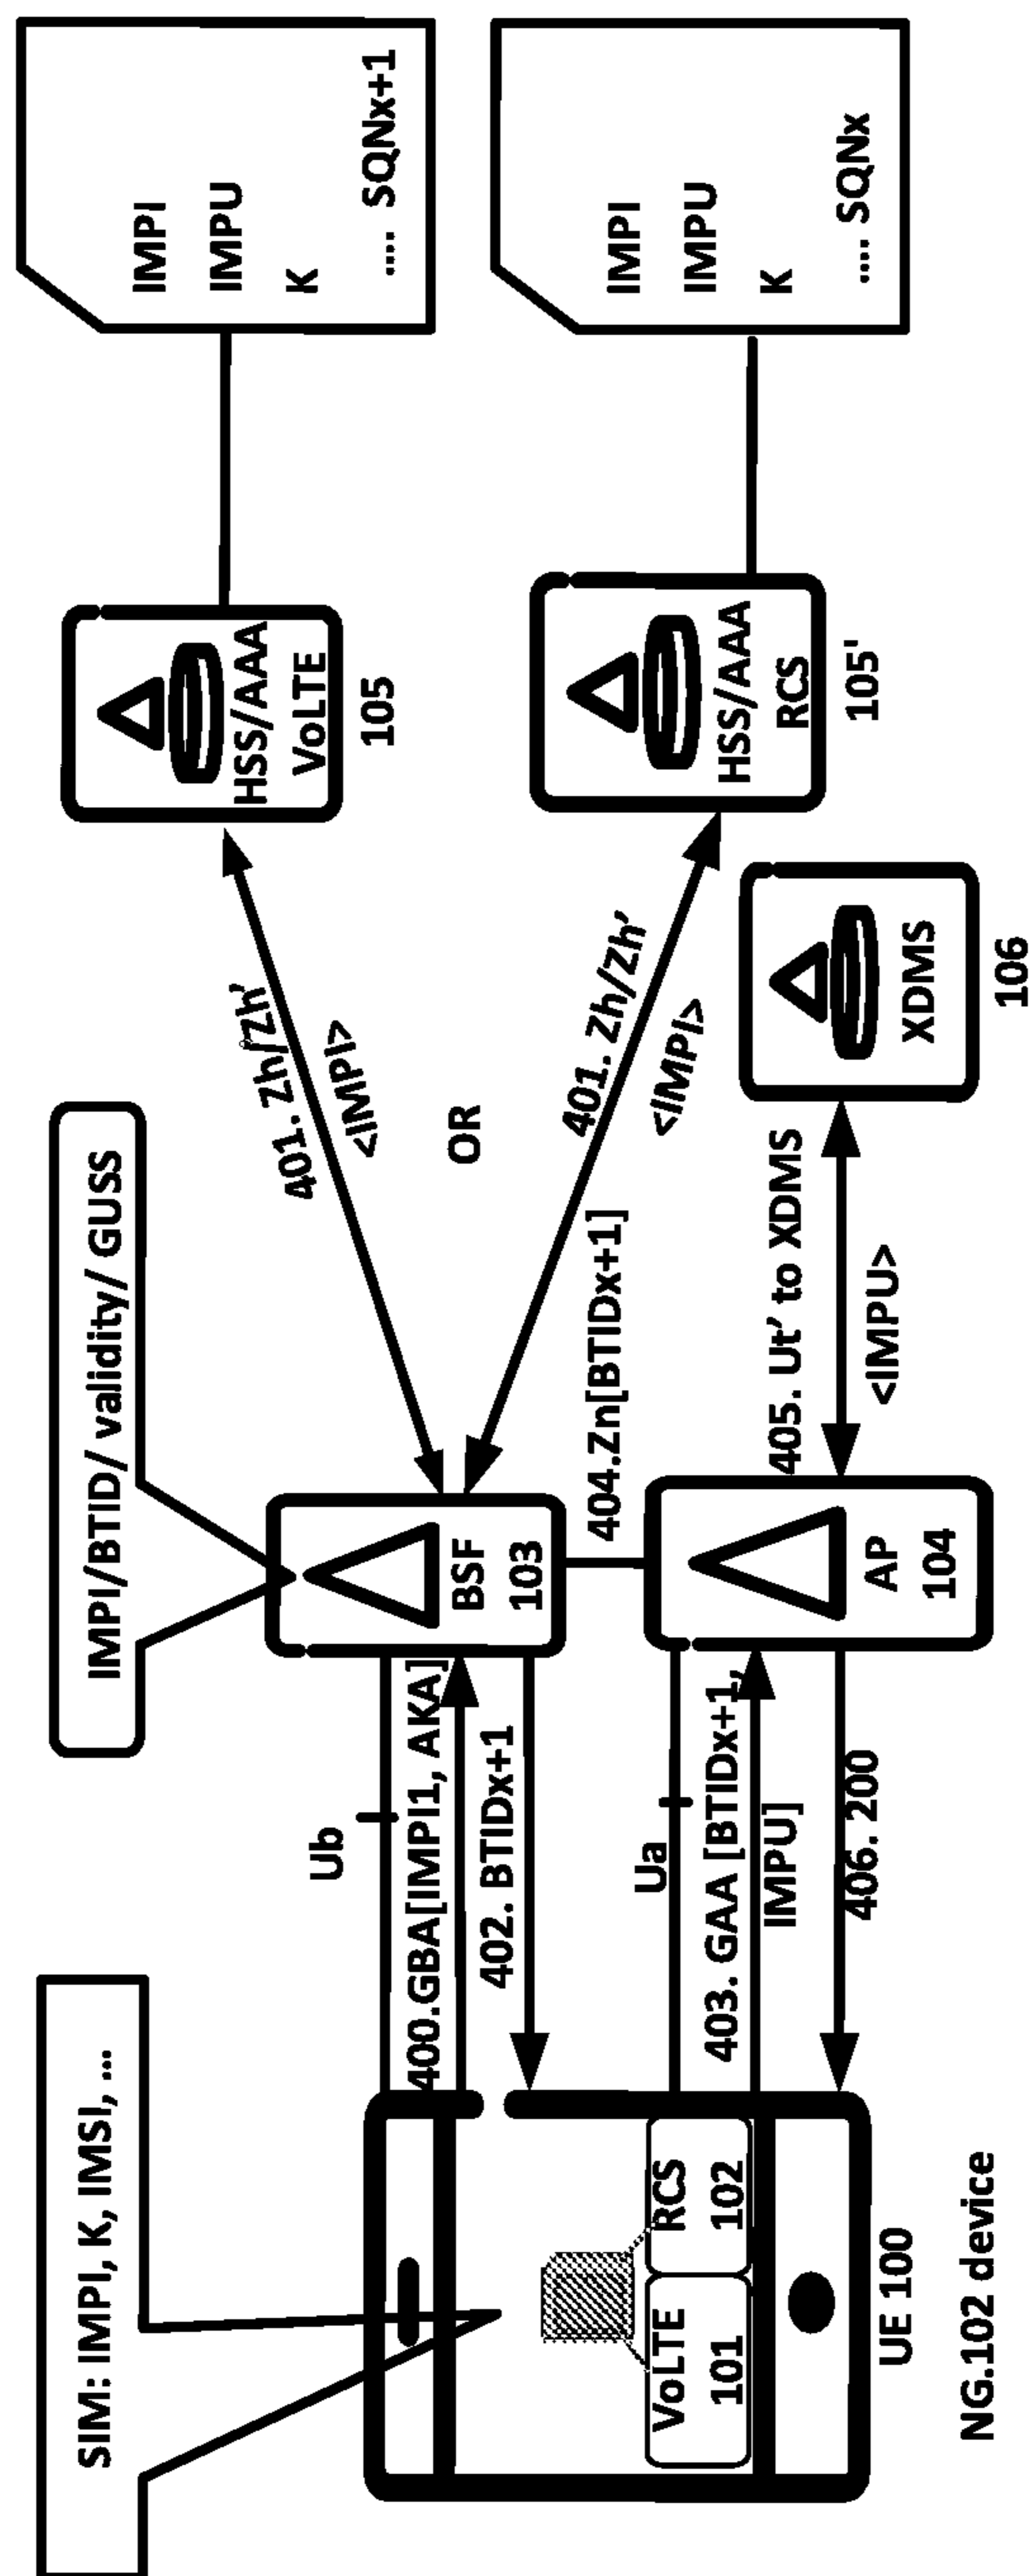 SIM: IMPI, K, IMSI, ...
IMPI/BTID/ validity/ GUSS
Ub
400.GBA[IMPI1, AKA]
402. BTIDx+1
BSF
103
401. Zh/Zh’
<IMPI>
OR
401. Zh/Zh’
<IMPI>
HSS/AAA
VoLTE
105
IMPI
IMPU
K
.... SQNx+1
HSS/AAA
RCS
105'
IMPI
IMPU
K
.... SQNx
404.Zn[BTIDx+1]
Ua
403. GAA [BTIDx+1,
IMPU]
406. 200
AP
104
405. Ut’ to XDMS
<IMPU>
XDMS
106
VoLTE
101
RCS
102
UE 100
NG.102 device